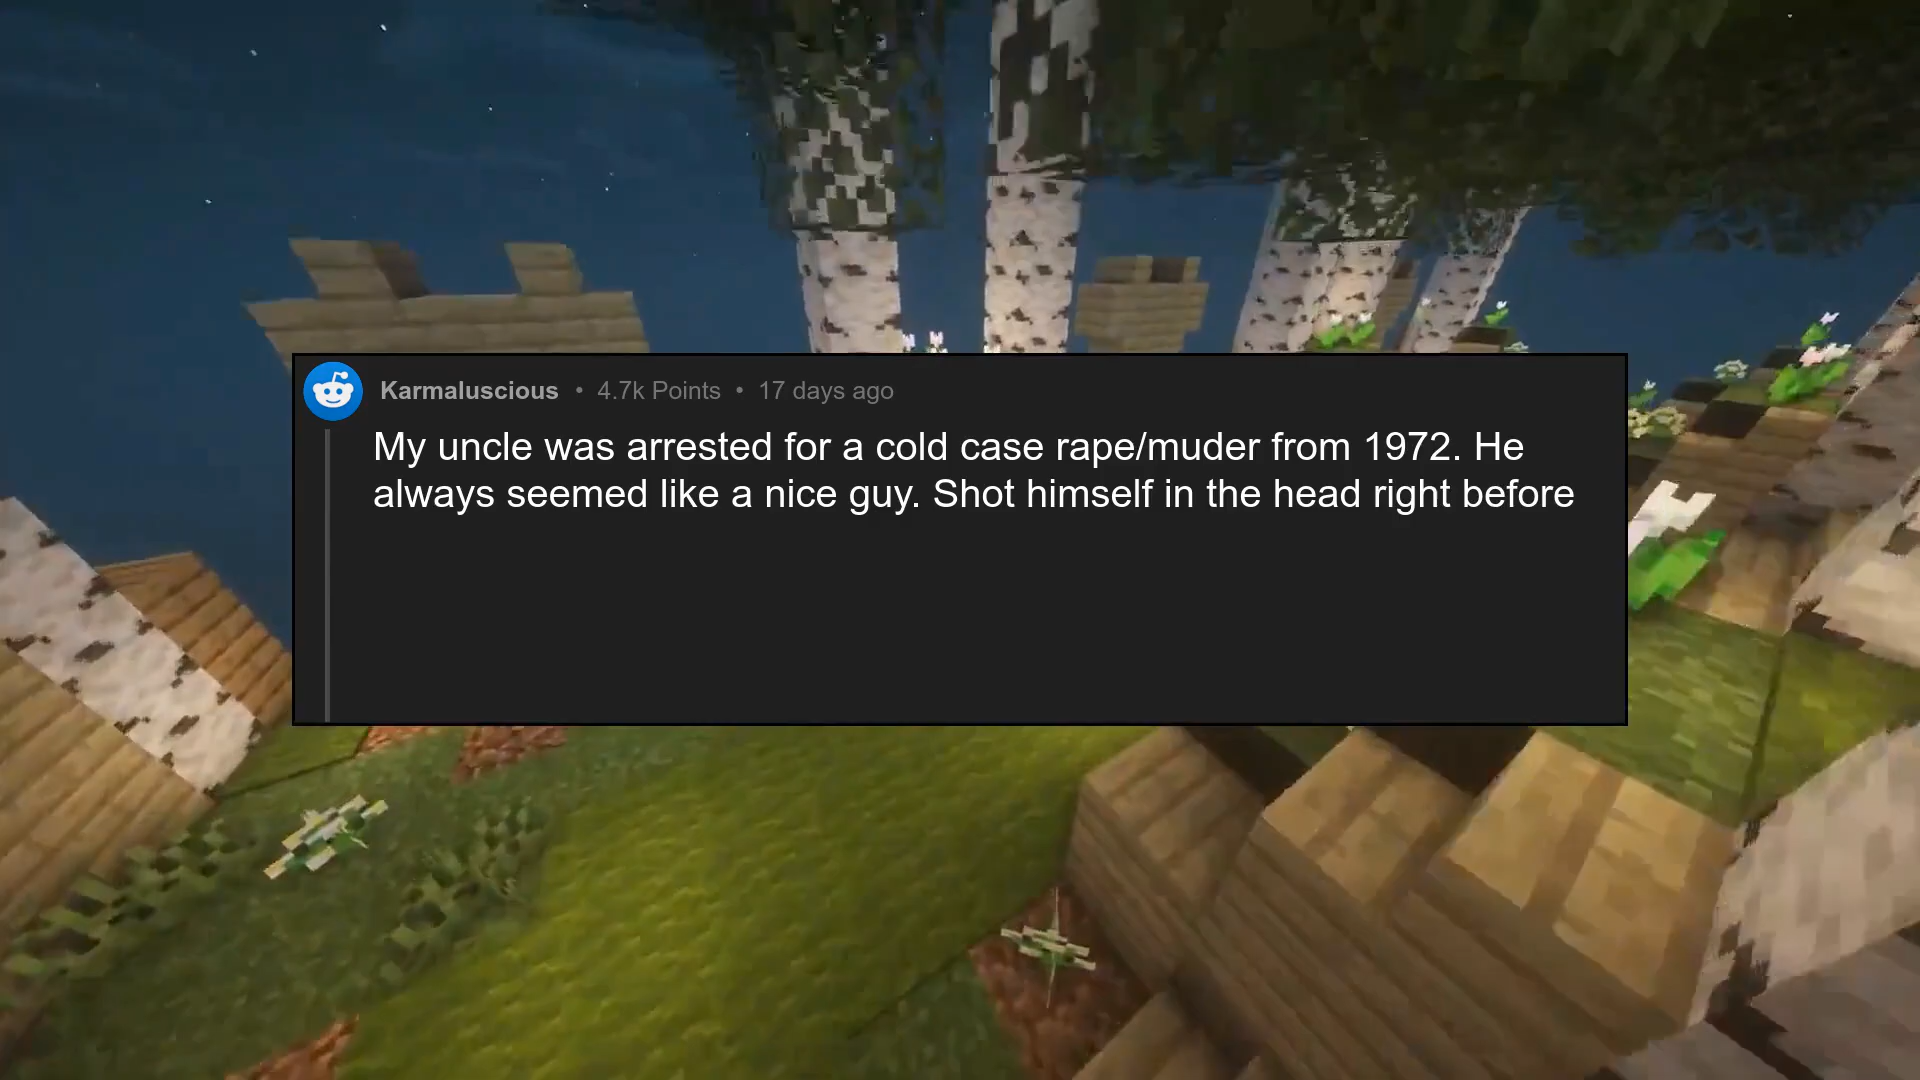 Karmaluscious • 4.7k Points • 17 days ago
My uncle was arrested for a cold case rape/muder from 1972. He
always seemed like a nice guy. Shot himself in the head right before